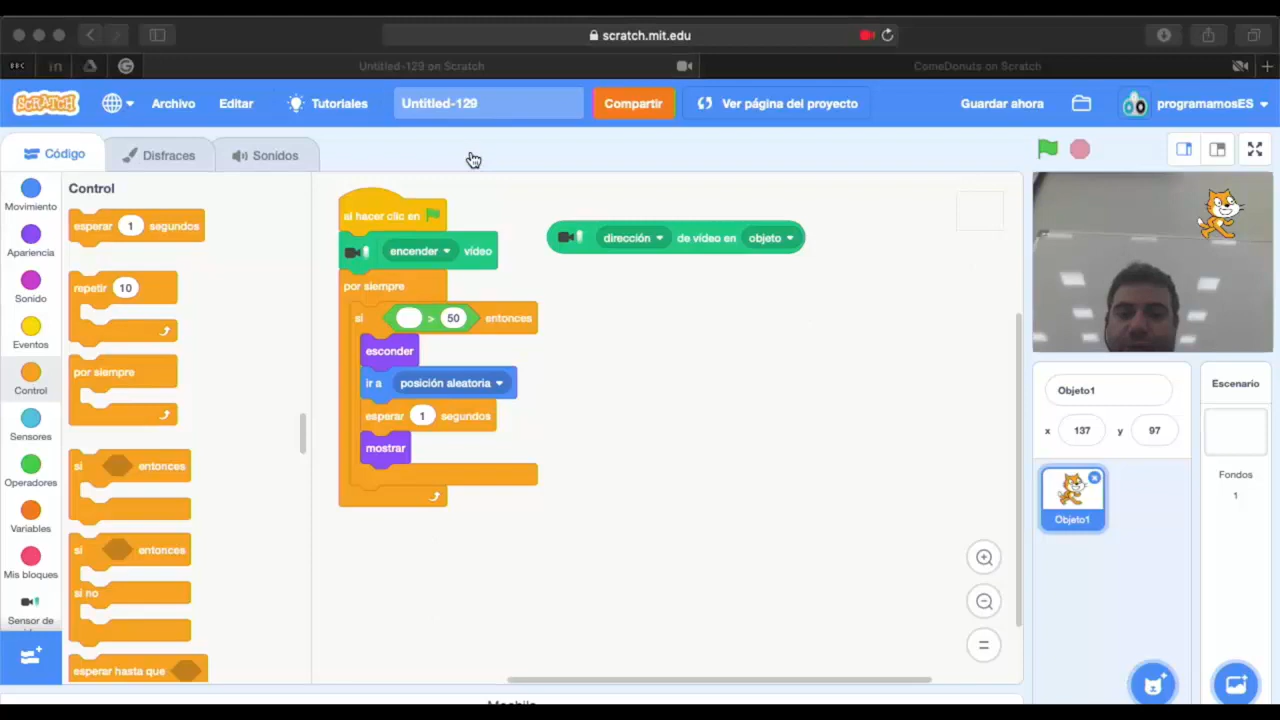 scratch.mit.edu
BBC
in
G
Untitled-129 on Scratch
ComeDonuts on Scratch
SCRATCH
Archivo
Editar
Tutoriales
Untitled-129
Compartir
Ver página del proyecto
Guardar ahora
programamosES
Código
Disfraces
Sonidos
Movimiento
Apariencia
Sonido
Eventos
Control
Sensores
Operadores
Variables
Mis bloques
Sensor de
Control
esperar 1 segundos
repetir 10
por siempre
si entonces
si entonces
si no
esperar hasta que
al hacer clic en
encender vídeo
por siempre
si > 50 entonces
esconder
ir a posición aleatoria
esperar 1 segundos
mostrar
dirección de vídeo en objeto
Objeto1
x 137 y 97
Objeto1
Escenario
Fondos
1